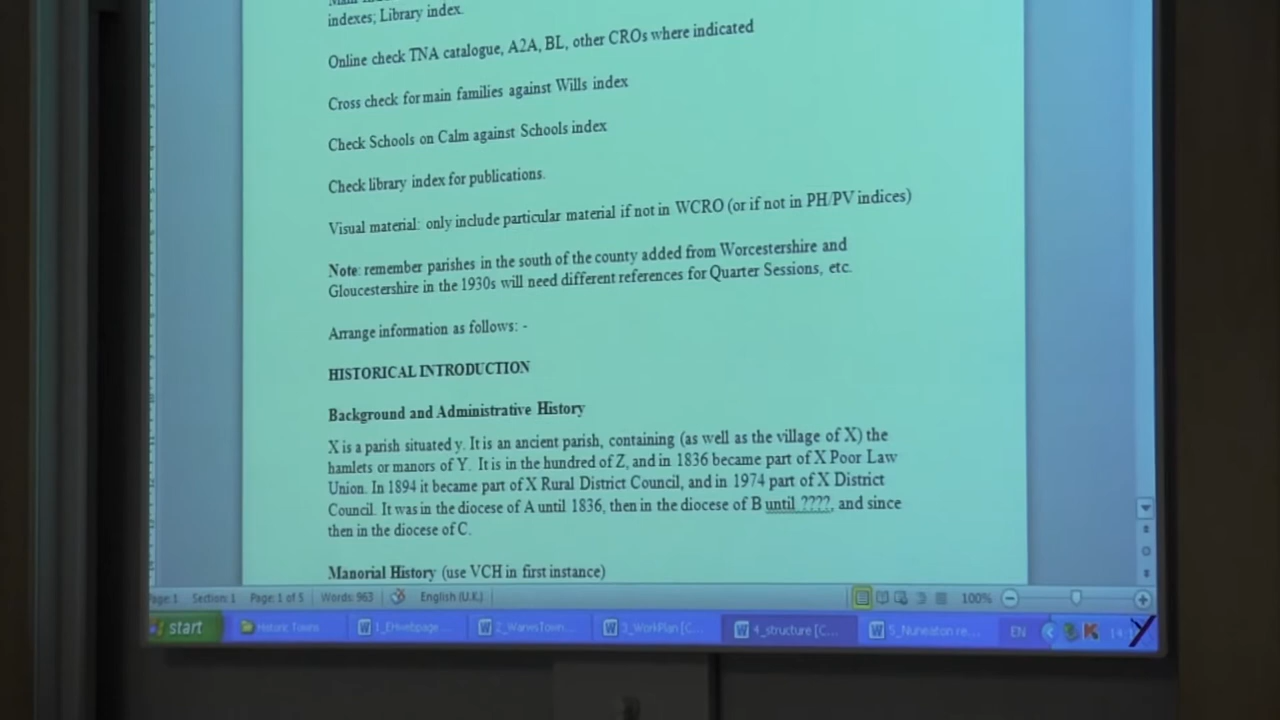 indexes; Library index.
Online check TNA catalogue, A2A, BL, other CROs where indicated
Cross check for main families against Wills index
Check Schools on Calm against Schools index
Check library index for publications.
Visual material: only include particular material if not in WCRO (or if not in PH/PV indices)
Note: remember parishes in the south of the county added from Worcestershire and
Gloucestershire in the 1930s will need different references for Quarter Sessions, etc.
Arrange information as follows: -
HISTORICAL INTRODUCTION
Background and Administrative History
X is a parish situated y. It is an ancient parish, containing (as well as the village of X) the
hamlets or manors of Y. It is in the hundred of Z, and in 1836 became part of X Poor Law
Union. In 1894 it became part of X Rural District Council, and in 1974 part of X District
Council. It was in the diocese of A until 1836, then in the diocese of B until ????, and since
then in the diocese of C.
Manorial History (use VCH in first instance)
Section: 1 Page: 1 of 5 Words: 963 English (U.K.) 100%
start Historic Towns 3_WorkPlan [C... 4_structure [C... 5_Nuneaton re... EN